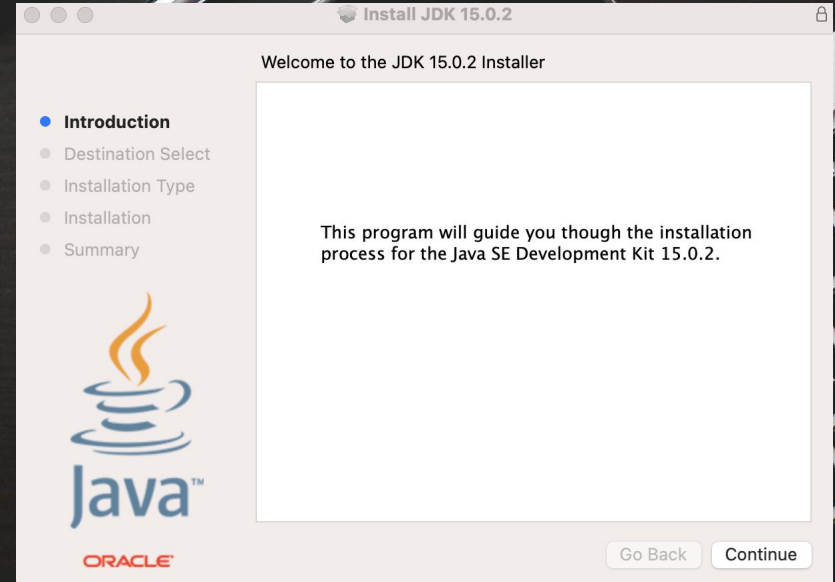 Install JDK 15.0.2
Welcome to the JDK 15.0.2 Installer
Introduction
Destination Select
Installation Type
Installation
Summary
This program will guide you though the installation
process for the Java SE Development Kit 15.0.2.
Java™
ORACLE®
Go Back
Continue